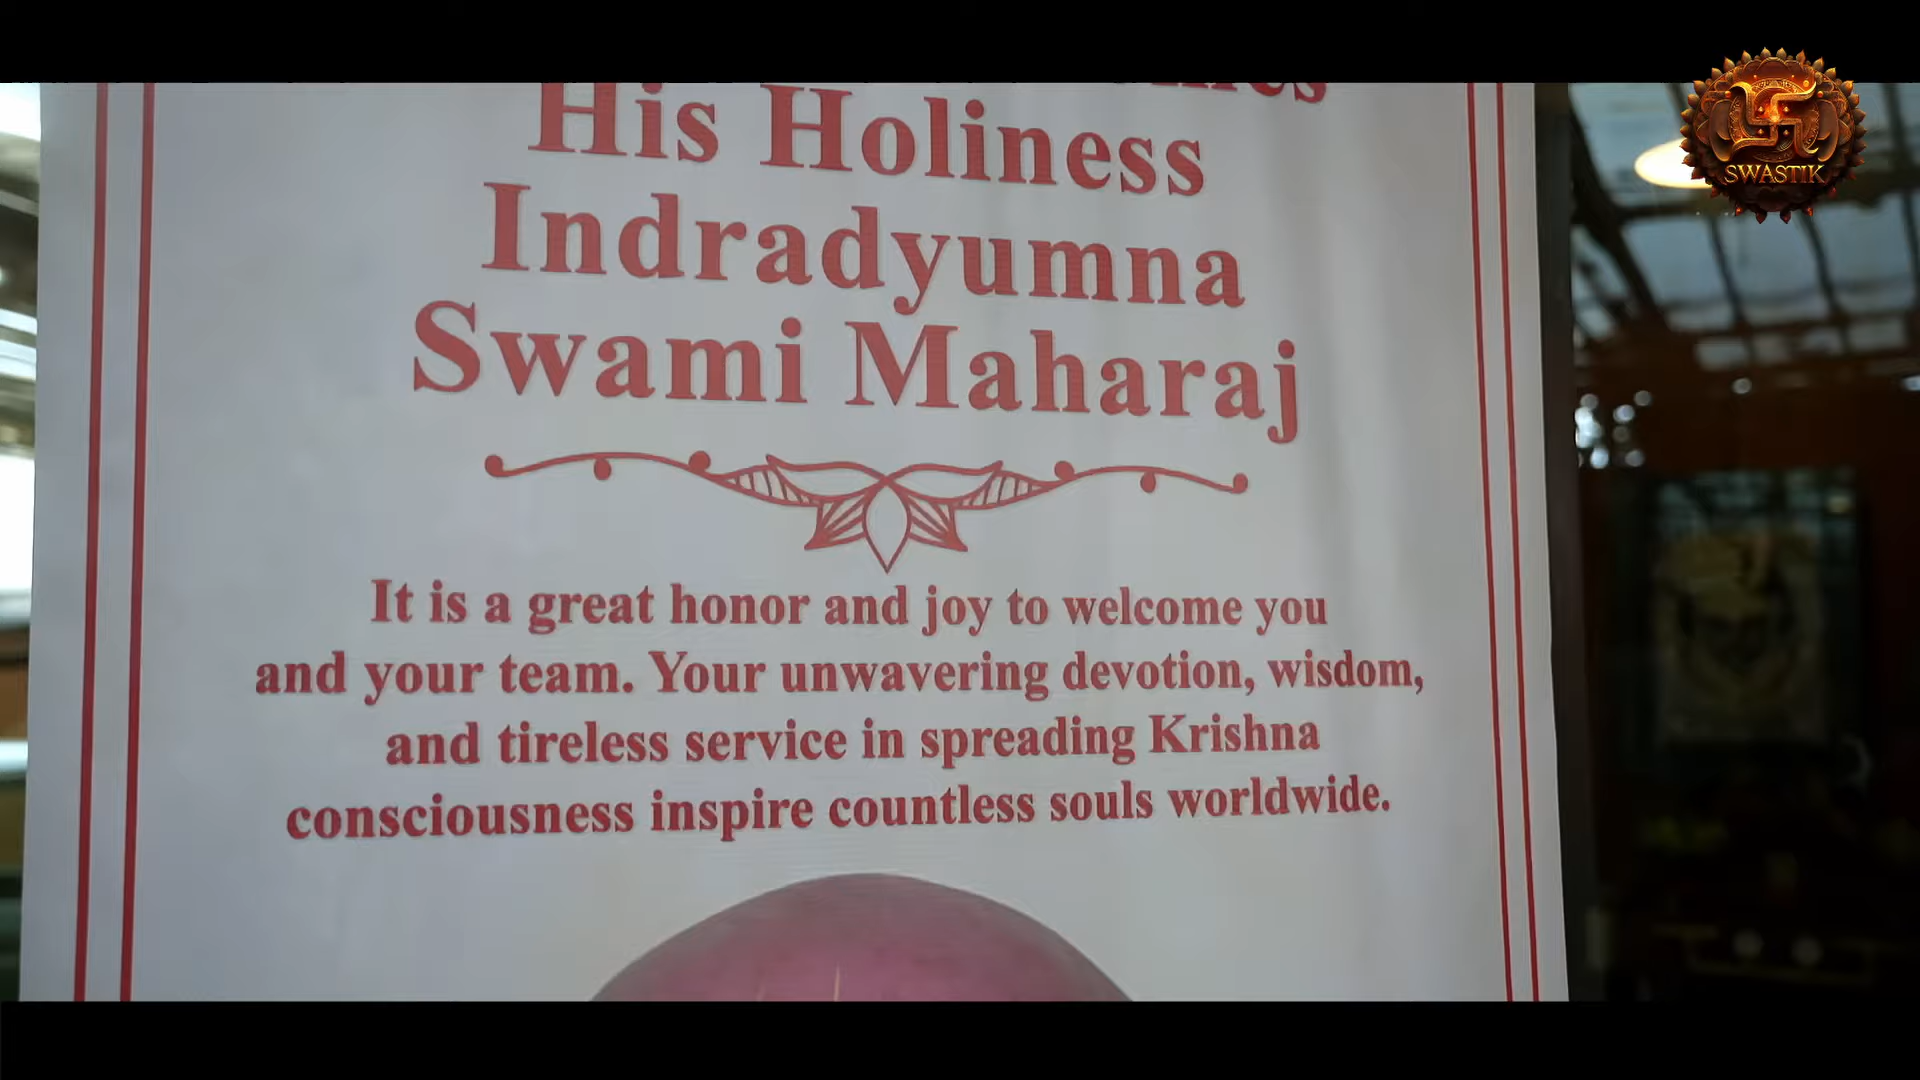 His Holiness
Indradyumna
Swami Maharaj
It is a great honor and joy to welcome you
and your team. Your unwavering devotion, wisdom,
and tireless service in spreading Krishna
consciousness inspire countless souls worldwide.
SWASTIK